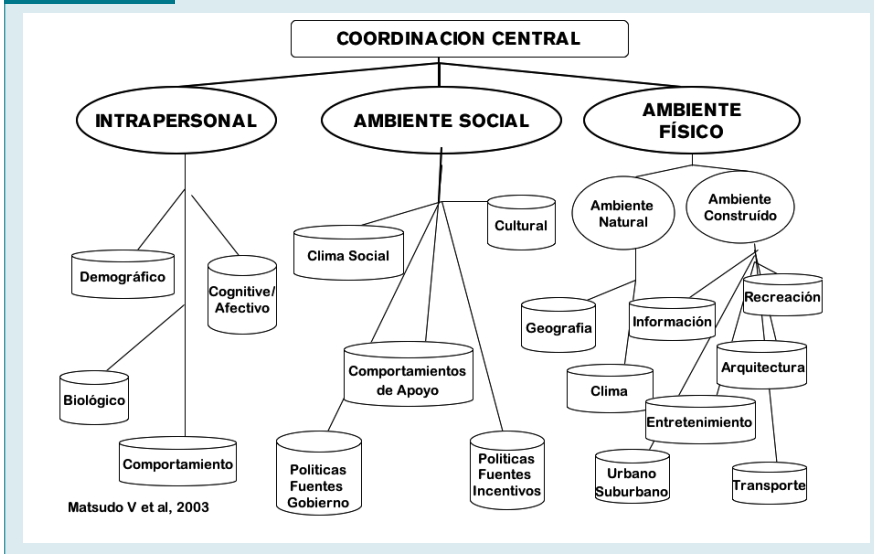 COORDINACION CENTRAL
INTRAPERSONAL
AMBIENTE SOCIAL
AMBIENTE
FÍSICO
Demográfico
Cognitive/
Afectivo
Biológico
Comportamiento
Clima Social
Cultural
Comportamientos
de Apoyo
Politicas
Fuentes
Gobierno
Politicas
Fuentes
Incentivos
Ambiente
Natural
Ambiente
Construído
Geografia
Clima
Información
Recreación
Arquitectura
Entretenimiento
Urbano
Suburbano
Transporte
Matsudo V et al, 2003